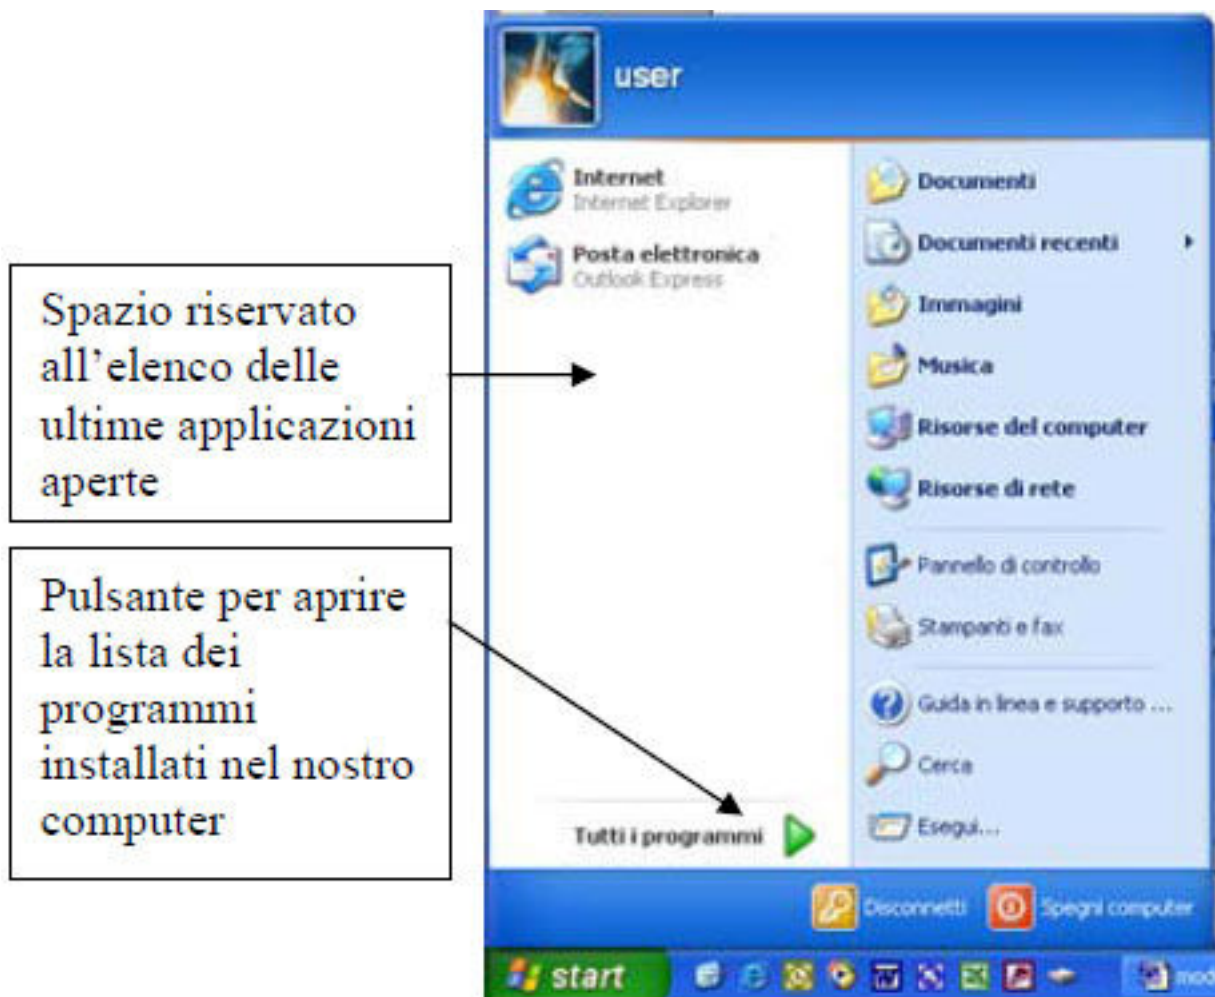 user
Internet
Internet Explorer
Posta elettronica
Outlook Express
Spazio riservato
all’elenco delle
ultime applicazioni
aperte
Pulsante per aprire
la lista dei
programmi
installati nel nostro
computer
Tutti i programmi
Documenti
Documenti recenti
Immagini
Musica
Risorse del computer
Risorse di rete
Pannello di controllo
Stampanti e fax
Guida in linea e supporto ...
Cerca
Esegui...
Disconnetti
Spegni computer
start
mod